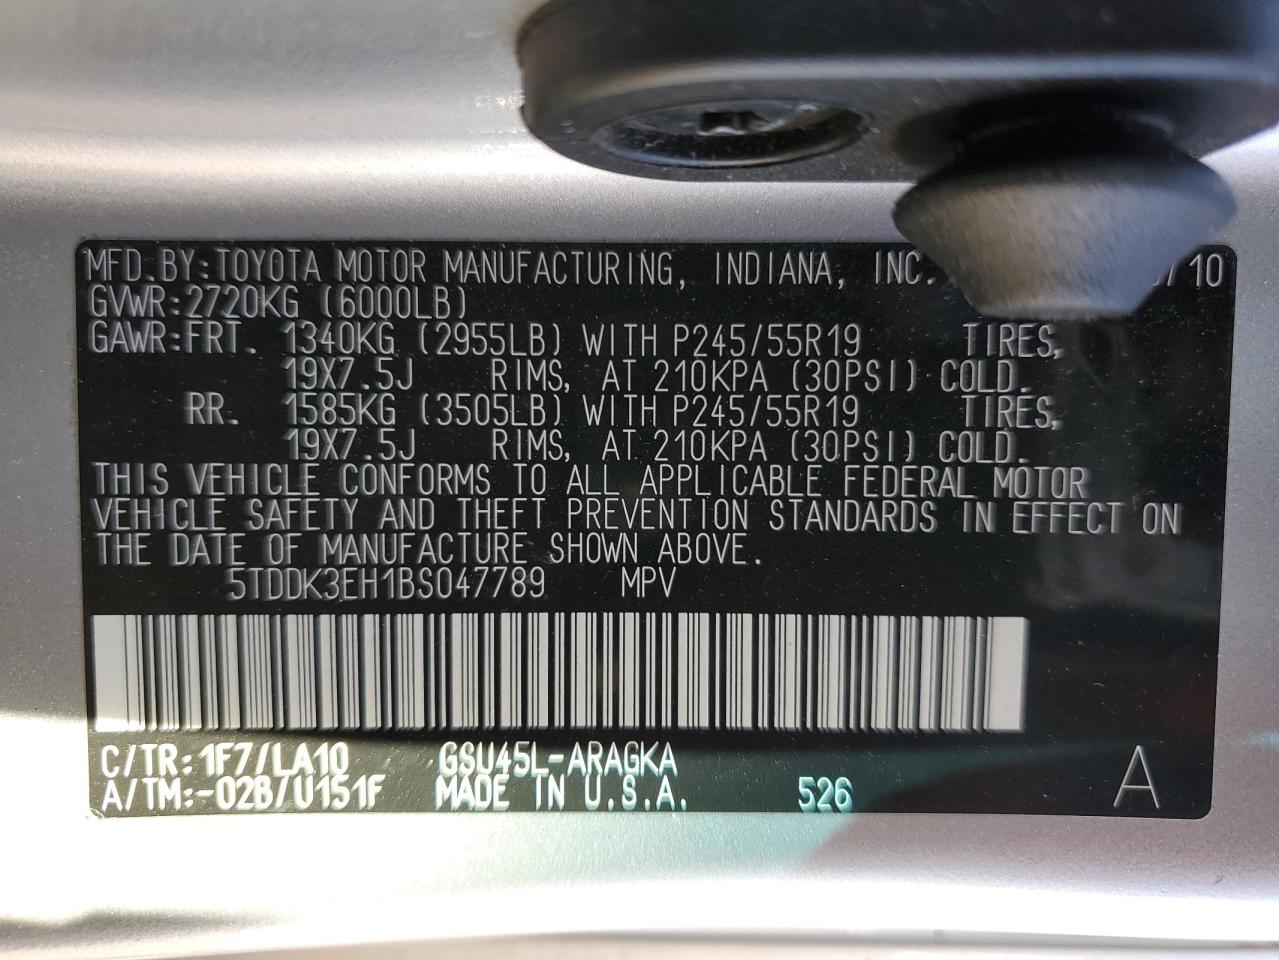 MFD.BY:TOYOTA MOTOR MANUFACTURING, INDIANA, INC. /10
GVWR:2720KG (6000LB)
GAWR:FRT. 1340KG (2955LB) WITH P245/55R19 TIRES,
19X7.5J RIMS, AT 210KPA (30PSI) COLD.
RR. 1585KG (3505LB) WITH P245/55R19 TIRES,
19X7.5J RIMS, AT 210KPA (30PSI) COLD.
THIS VEHICLE CONFORMS TO ALL APPLICABLE FEDERAL MOTOR
VEHICLE SAFETY AND THEFT PREVENTION STANDARDS IN EFFECT ON
THE DATE OF MANUFACTURE SHOWN ABOVE.
5TDDK3EH1BS047789 MPV
C/TR:1F7/LA10 GSU45L-ARAGKA
A/TM:-02B/U151F MADE IN U.S.A. 526 A